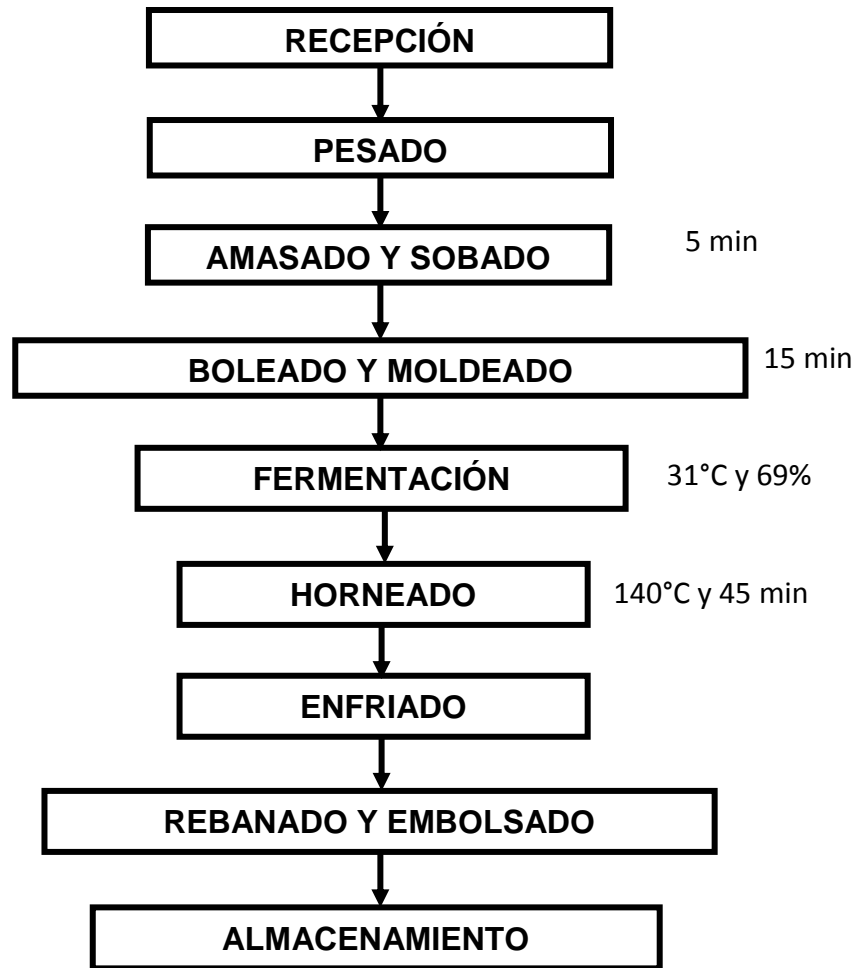 RECEPCIÓN
PESADO
AMASADO Y SOBADO
5 min
BOLEADO Y MOLDEADO
15 min
FERMENTACIÓN
31°C y 69%
HORNEADO
140°C y 45 min
ENFRIADO
REBANADO Y EMBOLSADO
ALMACENAMIENTO